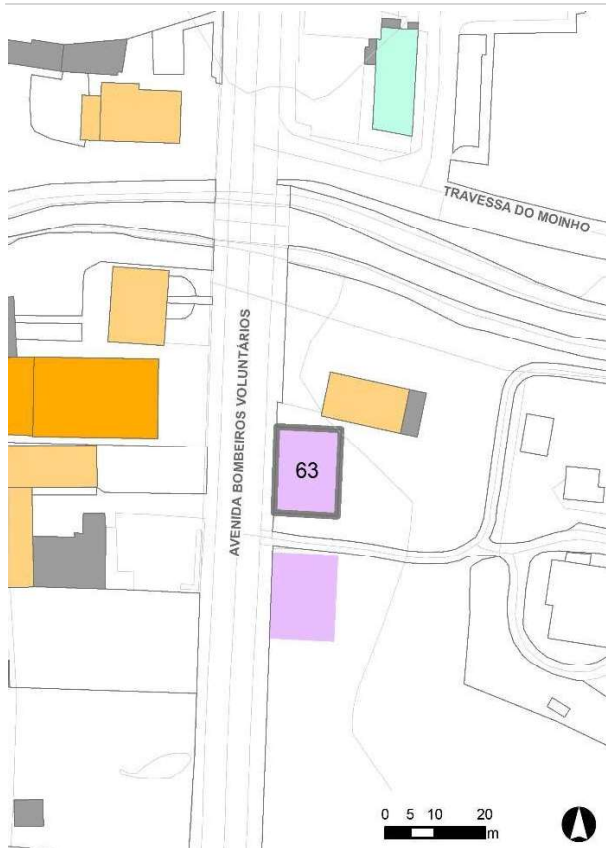 TRAVESSA DO MOINHO
AVENIDA BOMBEIROS VOLUNTÁRIOS
63
0 5 10 20
m